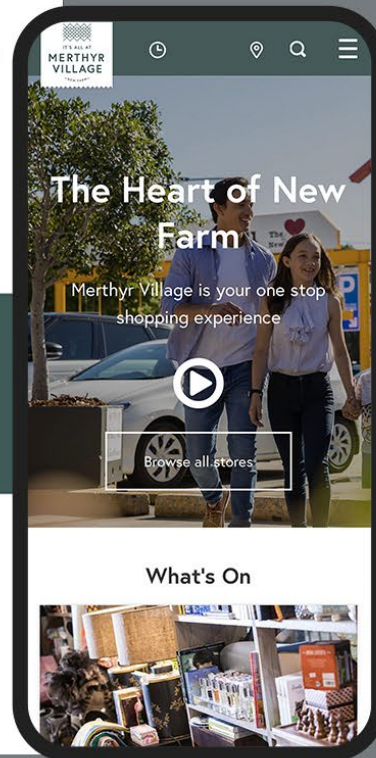 IT'S ALL AT
MERTHYR
VILLAGE
The Heart of New
Farm
Merthyr Village is your one stop
shopping experience
Browse all stores
What's On